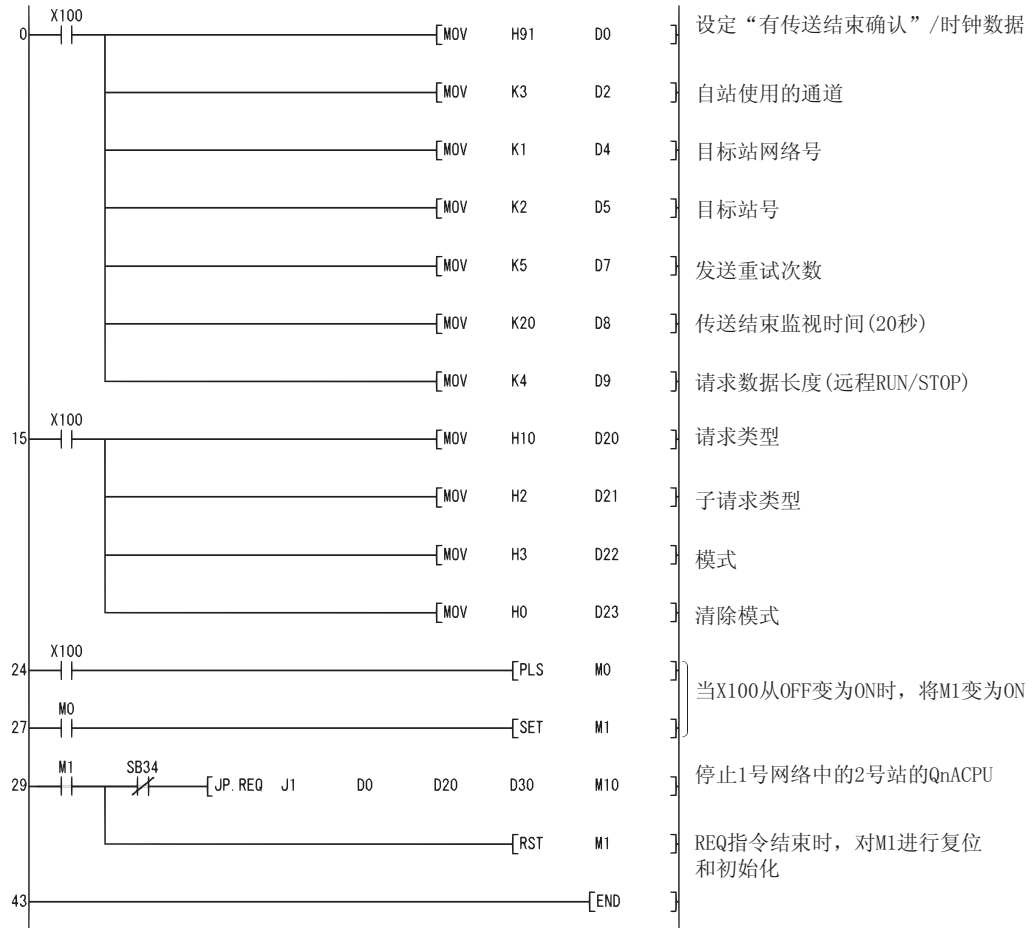 X100
0 [MOV H91 D0 ] 设定“有传送结束确认”/时钟数据
[MOV K3 D2 ] 自站使用的通道
[MOV K1 D4 ] 目标站网络号
[MOV K2 D5 ] 目标站号
[MOV K5 D7 ] 发送重试次数
[MOV K20 D8 ] 传送结束监视时间(20秒)
[MOV K4 D9 ] 请求数据长度(远程RUN/STOP)
X100
15 [MOV H10 D20 ] 请求类型
[MOV H2 D21 ] 子请求类型
[MOV H3 D22 ] 模式
[MOV H0 D23 ] 清除模式
X100
24 [PLS M0 ]
当X100从OFF变为ON时，将M1变为ON
M0
27 [SET M1 ]
M1 SB34
29 [JP.REQ J1 D0 D20 D30 M10 ] 停止1号网络中的2号站的QnACPU
[RST M1 ] REQ指令结束时，对M1进行复位
和初始化
43 [END ]